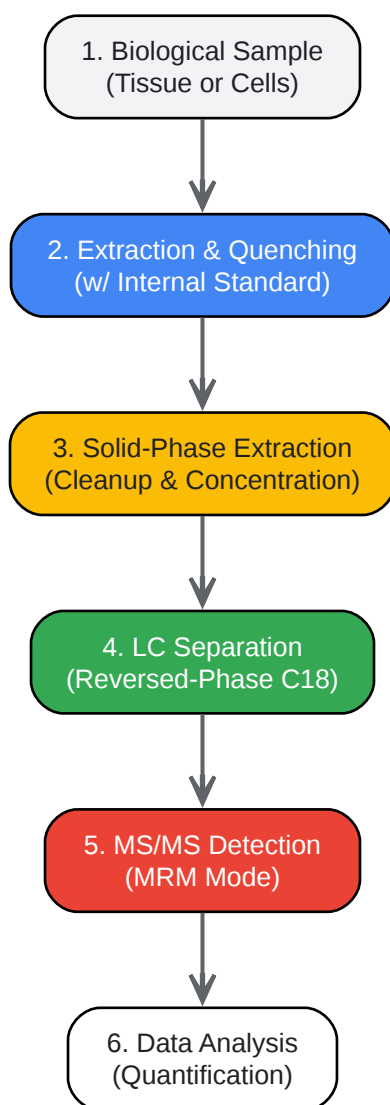 1. Biological Sample
(Tissue or Cells)
2. Extraction & Quenching
(w/ Internal Standard)
3. Solid-Phase Extraction
(Cleanup & Concentration)
4. LC Separation
(Reversed-Phase C18)
5. MS/MS Detection
(MRM Mode)
6. Data Analysis
(Quantification)